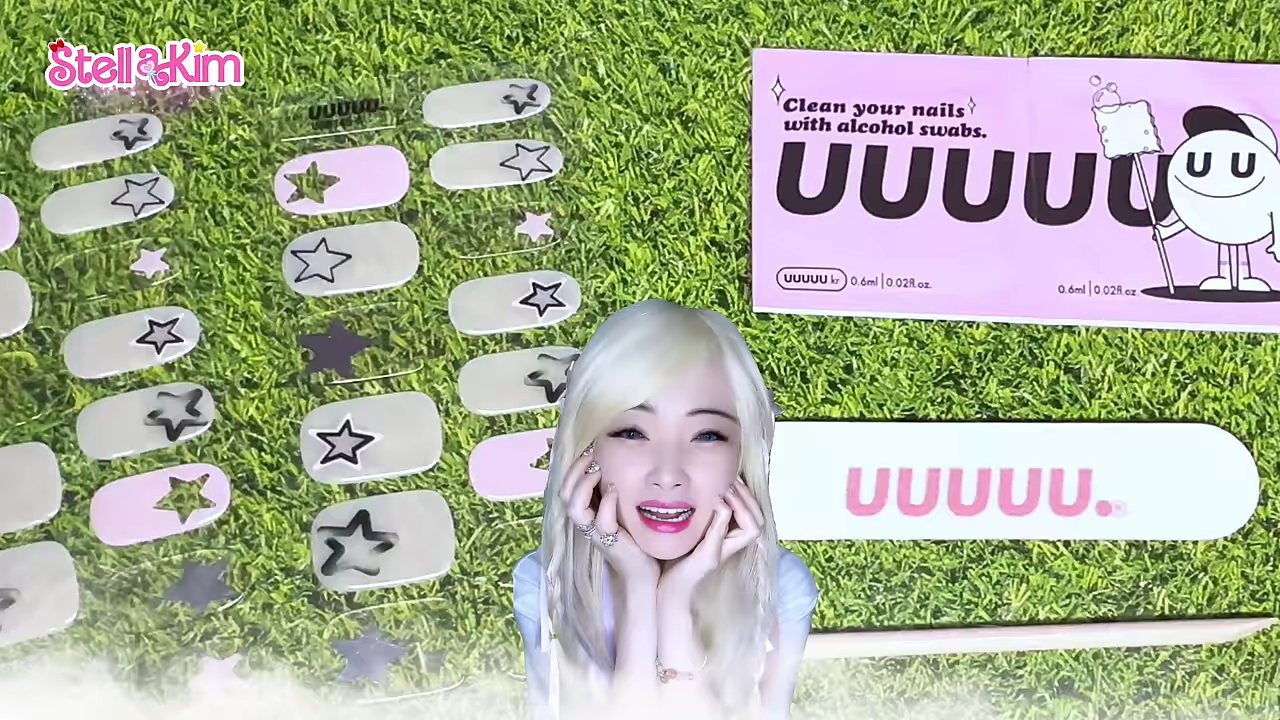 Stella Kim
UUUUU.
Clean your nails
with alcohol swabs.
UUUUU
UU
UUUUU kr 0.6ml | 0.02fl.oz.
0.6ml | 0.02fl.oz
UUUUU.®